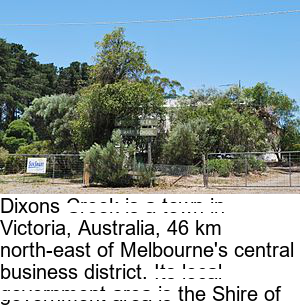 Dixons Creek is a town in
Victoria, Australia, 46 km
north-east of Melbourne's central
business district. Its local
government area is the Shire of